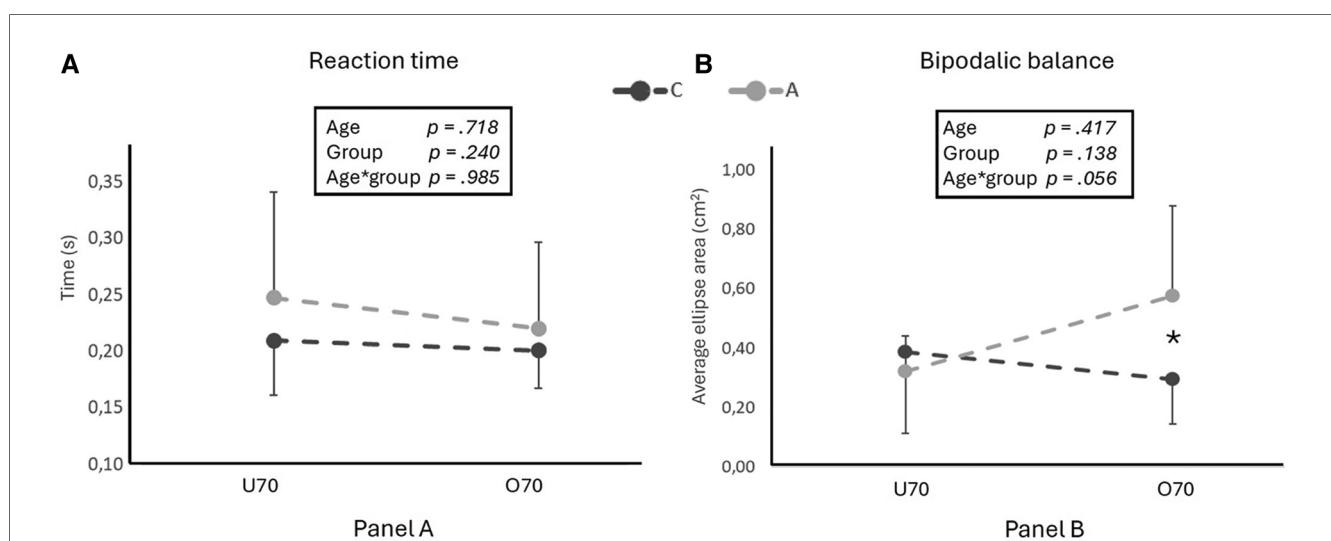 A
Reaction time
C
A
B
Bipodalic balance
Age p = .718
Group p = .240
Age*group p = .985
Age p = .417
Group p = .138
Age*group p = .056
Time (s)
0,35
0,30
0,25
0,20
0,15
0,10
U70
O70
Panel A
Average ellipse area (cm²)
1,00
0,80
0,60
0,40
0,20
0,00
*
U70
O70
Panel B